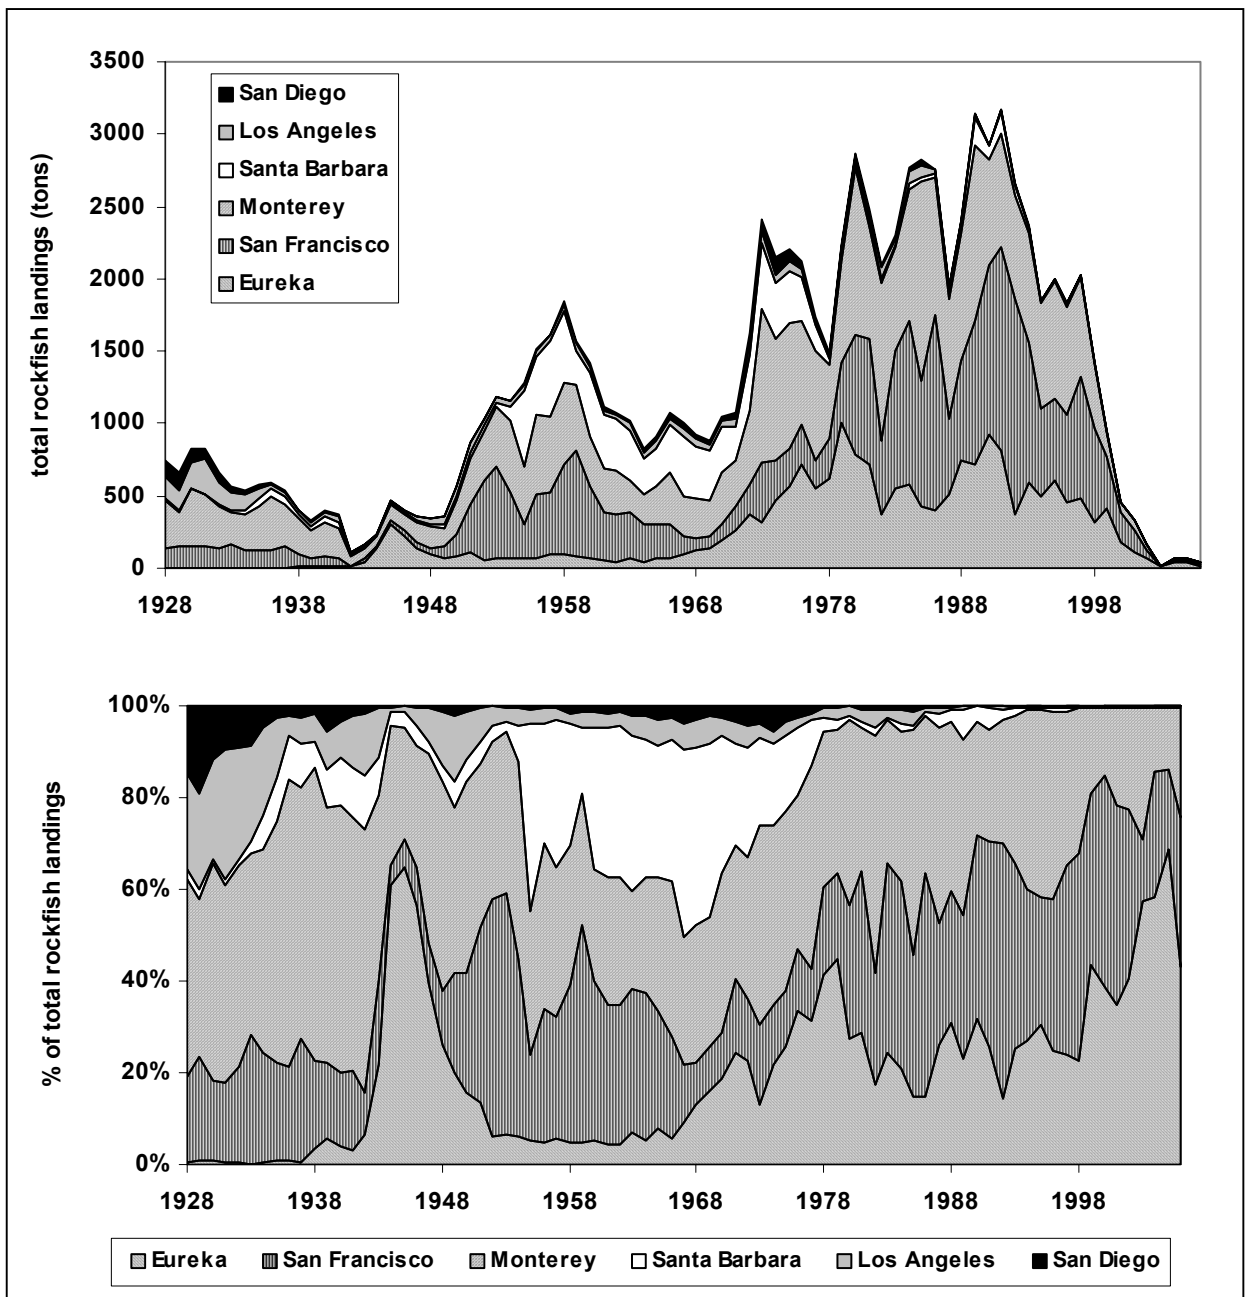 total rockfish landings (tons)
3500
3000
2500
2000
1500
1000
500
0
San Diego
Los Angeles
Santa Barbara
Monterey
San Francisco
Eureka
1928 1938 1948 1958 1968 1978 1988 1998
% of total rockfish landings
100%
80%
60%
40%
20%
0%
1928 1938 1948 1958 1968 1978 1988 1998
Eureka San Francisco Monterey Santa Barbara Los Angeles San Diego